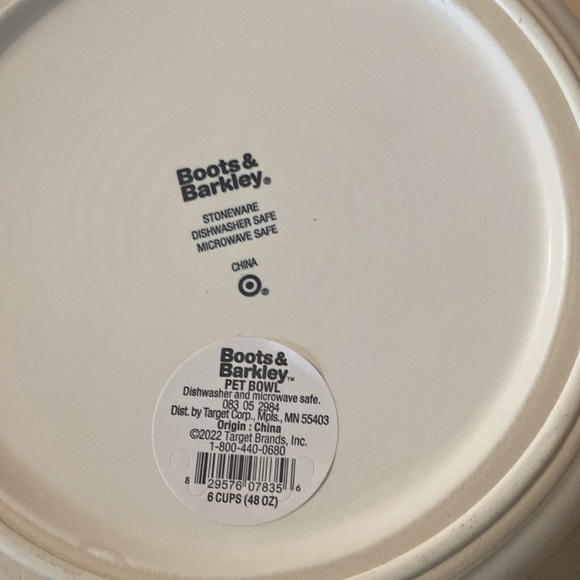 Boots &
Barkley®
STONEWARE
DISHWASHER SAFE
MICROWAVE SAFE
CHINA
®
Boots &
Barkley™
PET BOWL
Dishwasher and microwave safe.
083 05 2984
Dist. by Target Corp., Mpls., MN 55403
Origin : China
©2022 Target Brands, Inc.
1-800-440-0680
8 29576 07835 6
6 CUPS (48 OZ)